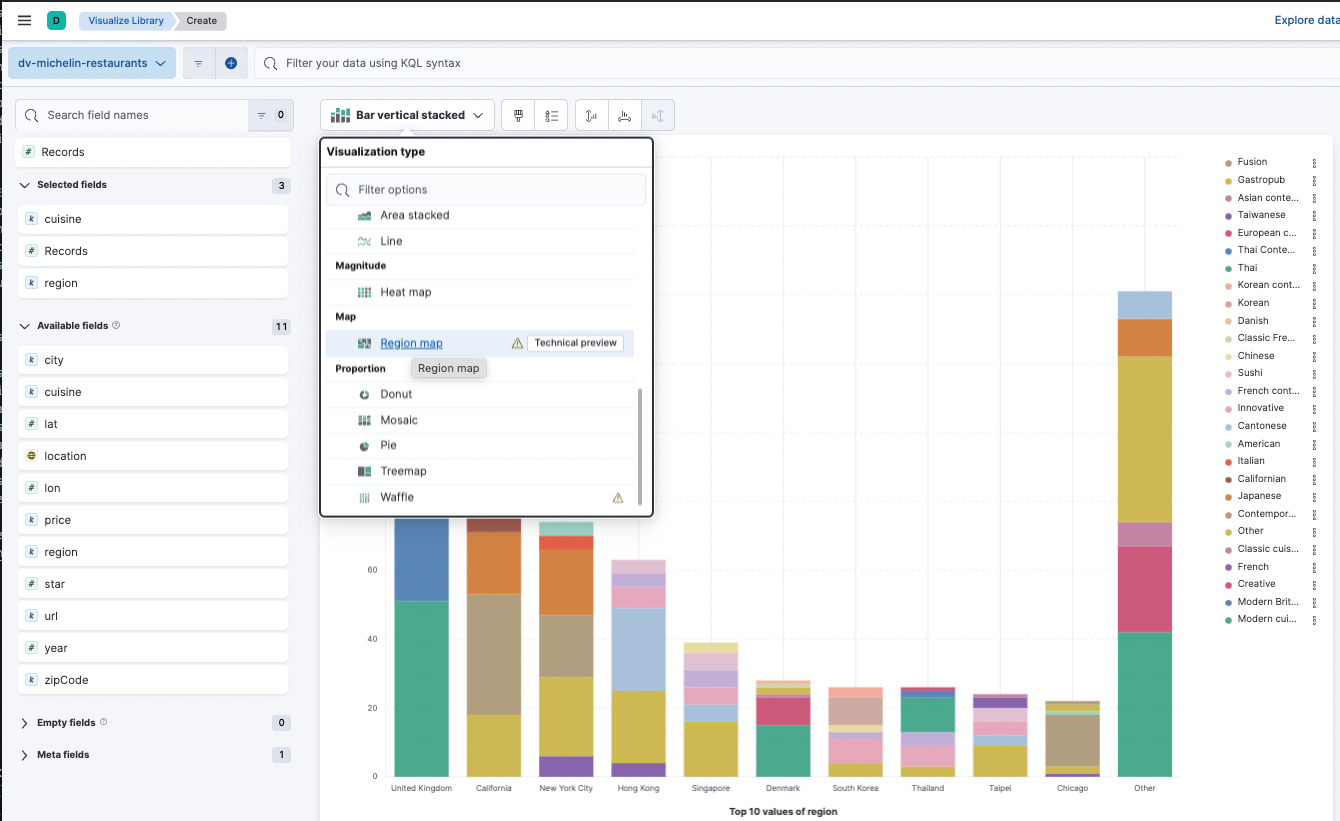 D
Visualize Library
Create
Explore data
dv-michelin-restaurants
Filter your data using KQL syntax
Search field names
0
# Records
Selected fields
3
k cuisine
# Records
k region
Available fields
11
k city
k cuisine
# lat
location
# lon
k price
k region
# star
k url
# year
k zipCode
Empty fields
0
Meta fields
1
Bar vertical stacked
Visualization type
Filter options
Area stacked
Line
Magnitude
Heat map
Map
Region map
Technical preview
Region map
Proportion
Donut
Mosaic
Pie
Treemap
Waffle
60
40
20
0
United Kingdom
California
New York City
Hong Kong
Singapore
Denmark
South Korea
Thailand
Taipei
Chicago
Other
Top 10 values of region
Fusion
Gastropub
Asian conte...
Taiwanese
European c...
Thai Conte...
Thai
Korean cont...
Korean
Danish
Classic Fre...
Chinese
Sushi
French cont...
Innovative
Cantonese
American
Italian
Californian
Japanese
Contempor...
Other
Classic cuis...
French
Creative
Modern Brit...
Modern cui...